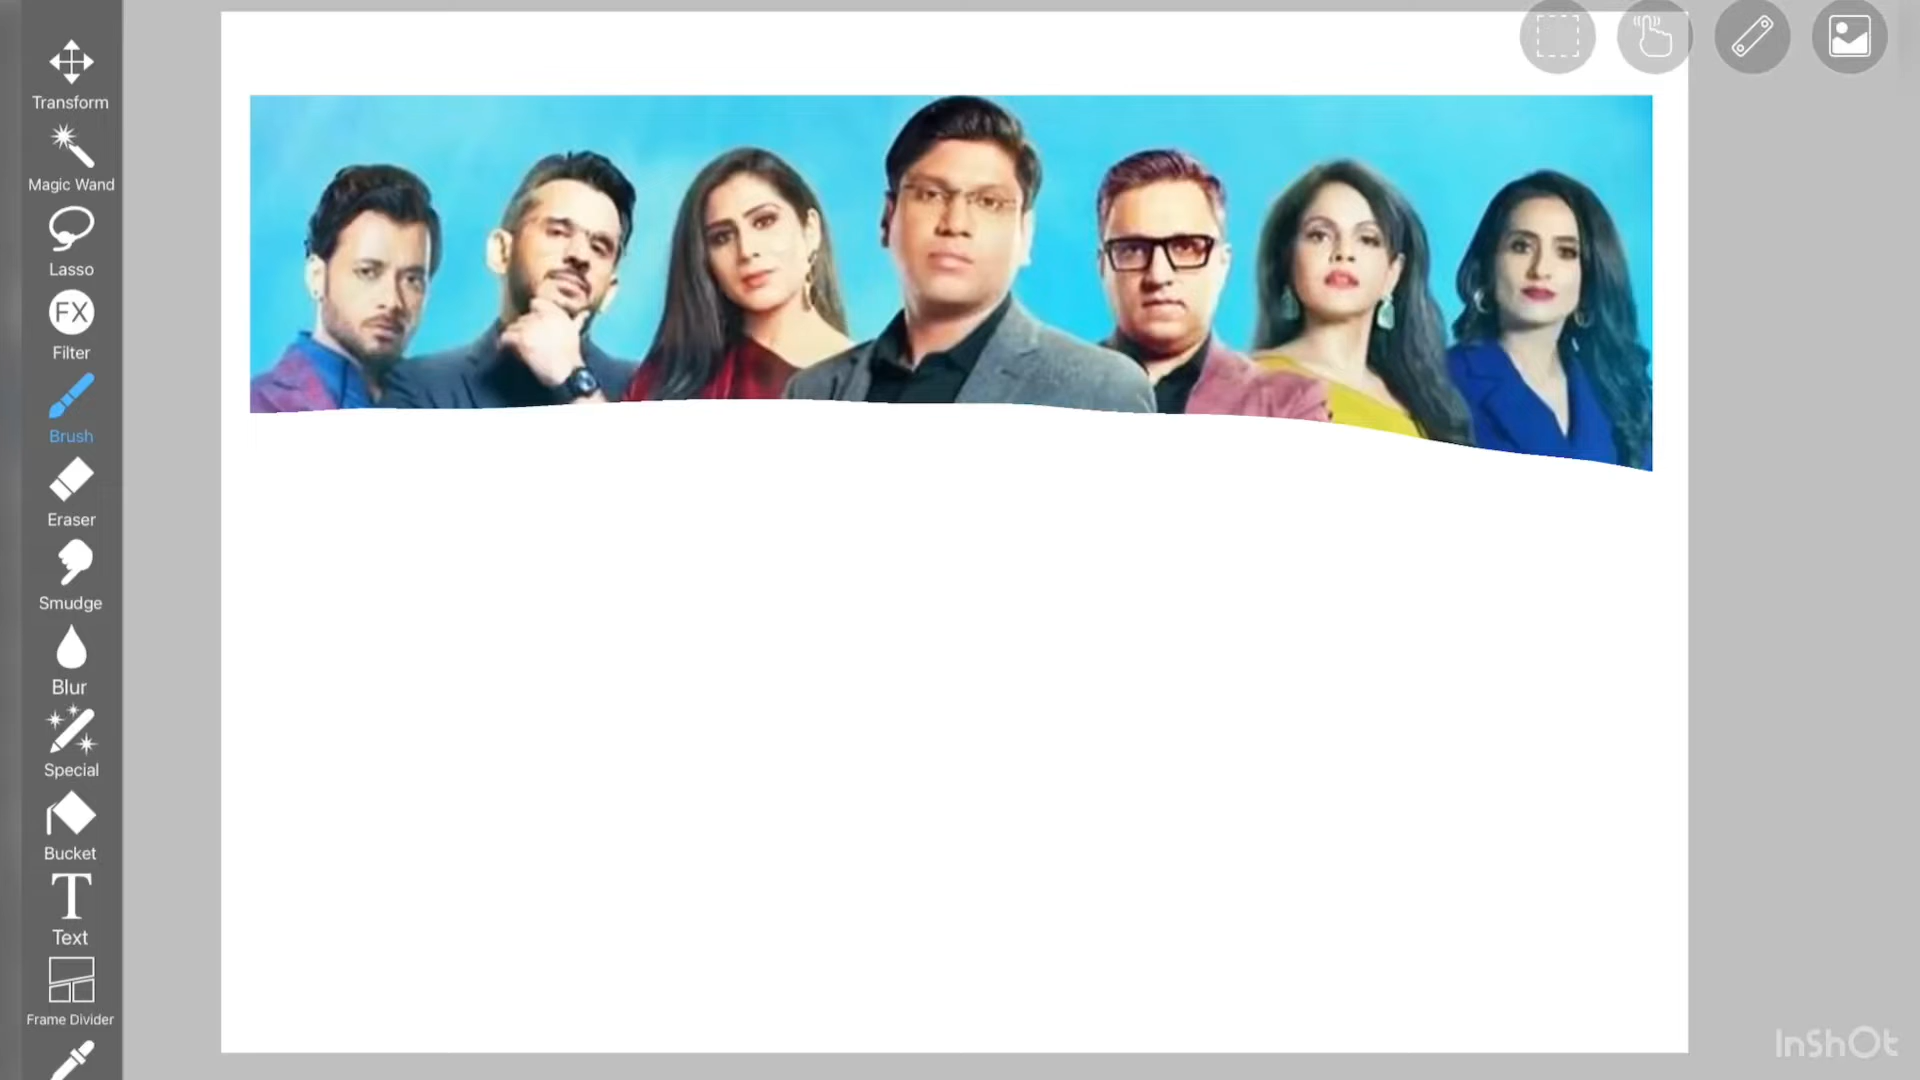 Transform
Magic Wand
Lasso
FX
Filter
Brush
Eraser
Smudge
Blur
Special
Bucket
T
Text
Frame Divider
InShOt